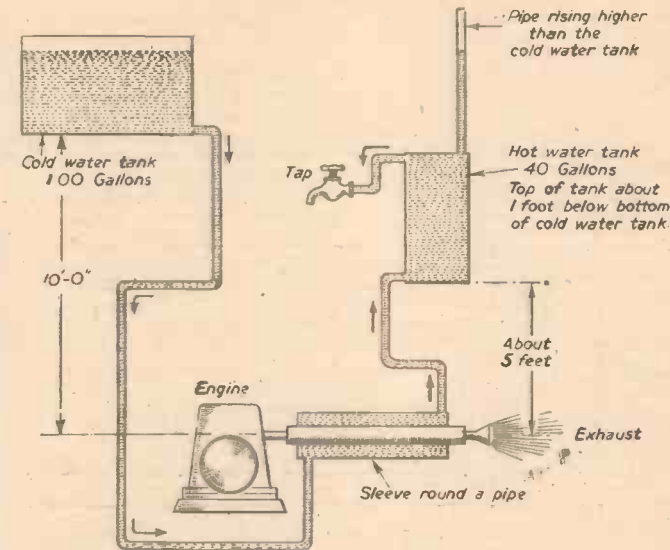 Pipe rising higher
than the
cold water tank
Cold water tank
100 Gallons
Tap
Hot water tank
40 Gallons
Top of tank about
1 foot below bottom
of cold water tank.
10'-0"
About
5 feet
Engine
Exhaust
Sleeve round a pipe